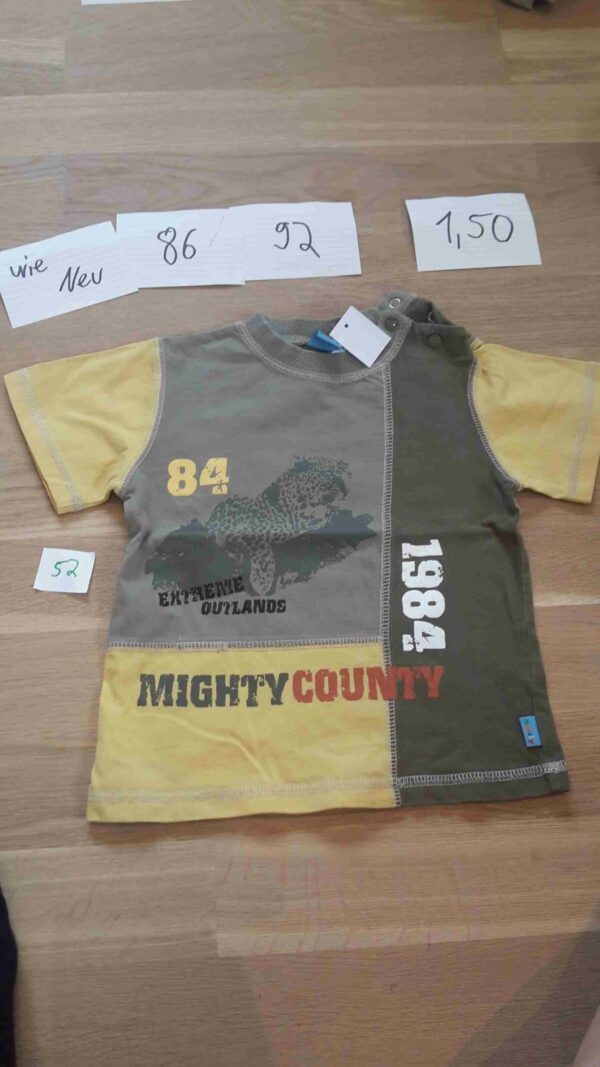 wie
Neu
86
92
1,50
84
52
EXTREME
OUTLANDS
1984
MIGHTY COUNTY